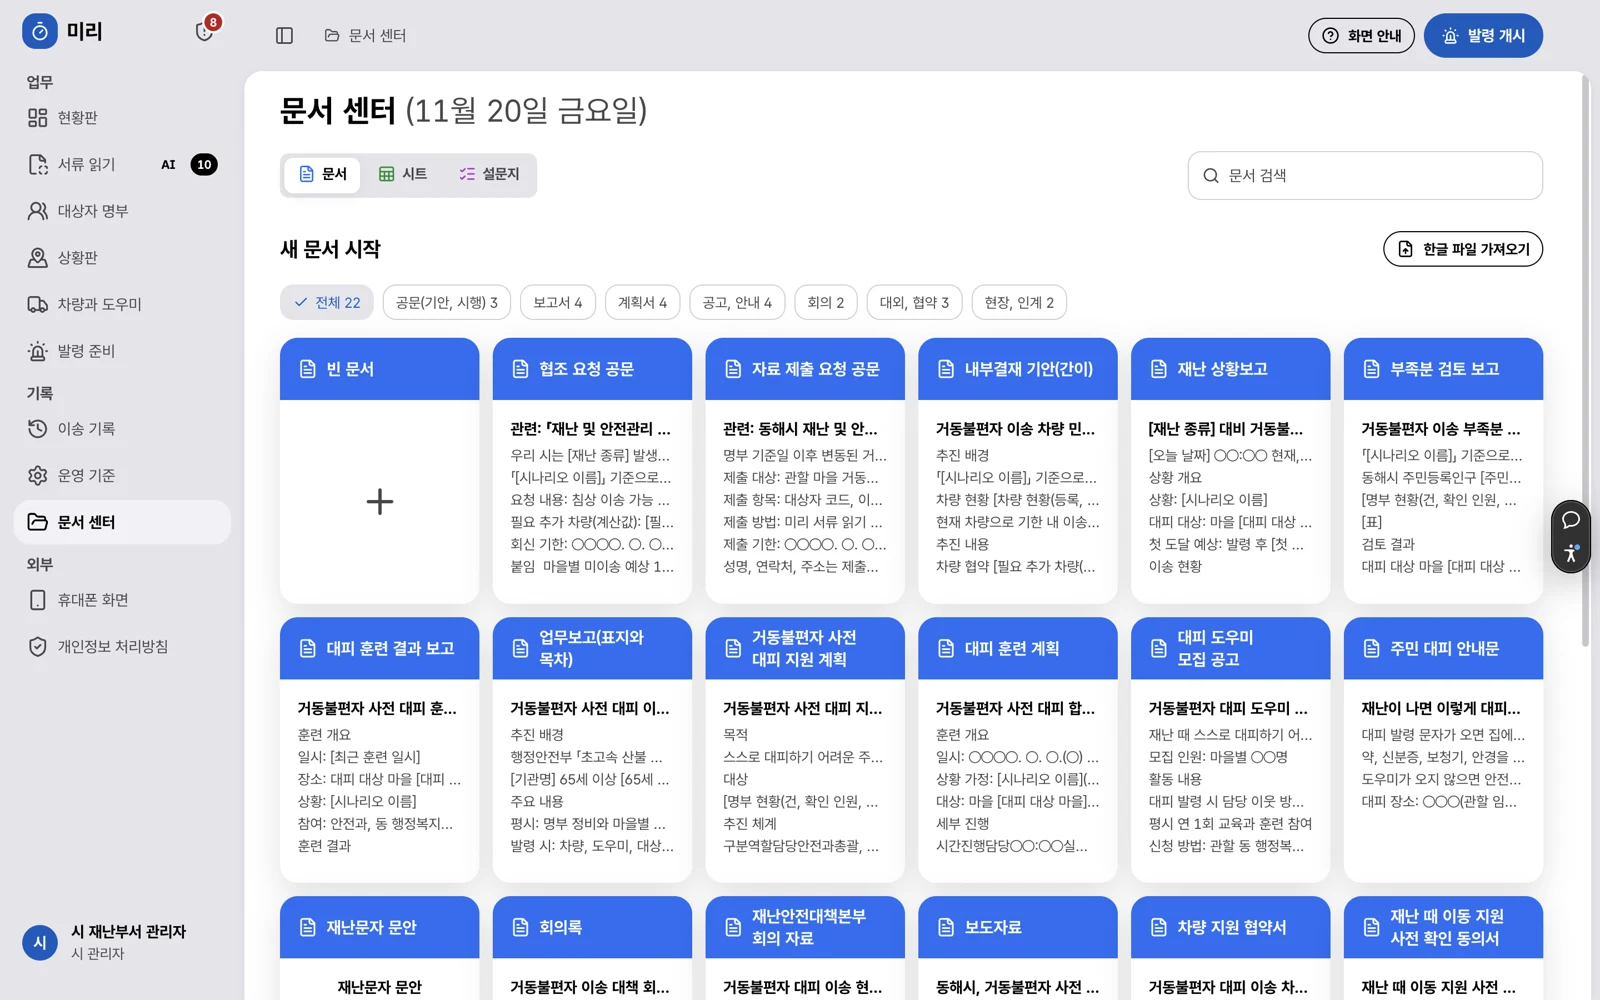 미리
8
문서 센터
화면 안내
발령 개시
업무
현황판
서류 읽기 AI 10
대상자 명부
상황판
차량과 도우미
발령 준비
기록
이송 기록
운영 기준
문서 센터
외부
휴대폰 화면
개인정보 처리방침
시
시 재난부서 관리자
시 관리자
문서 센터 (11월 20일 금요일)
문서
시트
설문지
문서 검색
새 문서 시작
한글 파일 가져오기
전체 22
공문(기안, 시행) 3
보고서 4
계획서 4
공고, 안내 4
회의 2
대외, 협약 3
현장, 인계 2
빈 문서
협조 요청 공문
관련: 「재난 및 안전관리 ...
우리 시는 [재난 종류] 발생...
「[시나리오 이름]」 기준으로...
요청 내용: 침상 이송 가능 ...
필요 추가 차량(계산값): [필...
회신 기한: ○○○○. ○. ○...
붙임  마을별 미이송 예상 1...
자료 제출 요청 공문
관련: 동해시 재난 및 안...
명부 기준일 이후 변동된 거...
제출 대상: 관할 마을 거동...
제출 항목: 대상자 코드, 이...
제출 방법: 미리 서류 읽기 ...
제출 기한: ○○○○. ○. ○...
성명, 연락처, 주소는 제출...
내부결재 기안(간이)
거동불편자 이송 차량 민...
추진 배경
「[시나리오 이름]」 기준으로...
차량 현황 [차량 현황(등록, ...
현재 차량으로 기한 내 이송...
추진 내용
차량 협약 [필요 추가 차량(...
재난 상황보고
[재난 종류] 대비 거동불...
[오늘 날짜] ○○:○○ 현재,...
상황 개요
상황: [시나리오 이름]
대피 대상: 마을 [대피 대상 ...
첫 도달 예상: 발령 후 [첫 ...
이송 현황
부족분 검토 보고
거동불편자 이송 부족분 ...
「[시나리오 이름]」 기준으로...
동해시 주민등록인구 [주민...
[명부 현황(건, 확인 인원, ...
[표]
검토 결과
대피 대상 마을 [대피 대상 ...
대피 훈련 결과 보고
거동불편자 사전 대피 훈...
훈련 개요
일시: [최근 훈련 일시]
장소: 대피 대상 마을 [대피 ...
상황: [시나리오 이름]
참여: 안전과, 동 행정복지...
훈련 결과
업무보고(표지와
목차)
거동불편자 사전 대피 이...
추진 배경
행정안전부 「초고속 산불 ...
[기관명] 65세 이상 [65세 ...
주요 내용
평시: 명부 정비와 마을별 ...
발령 시: 차량, 도우미, 대상...
거동불편자 사전
대피 지원 계획
거동불편자 사전 대피 지...
목적
스스로 대피하기 어려운 주...
대상
[명부 현황(건, 확인 인원, ...
추진 체계
구분역할담당안전과총괄, ...
대피 훈련 계획
거동불편자 사전 대피 합...
훈련 개요
일시: ○○○○. ○. ○.(○) ...
상황 가정: [시나리오 이름](...
대상: 마을 [대피 대상 마을]...
세부 진행
시간진행담당○○:○○실...
대피 도우미
모집 공고
거동불편자 대피 도우미 ...
재난 때 스스로 대피하기 어...
모집 인원: 마을별 ○○명
활동 내용
대피 발령 시 담당 이웃 방...
평시 연 1회 교육과 훈련 참여
신청 방법: 관할 동 행정복...
주민 대피 안내문
재난이 나면 이렇게 대피...
대피 발령 문자가 오면 집에...
약, 신분증, 보청기, 안경을 ...
도우미가 오지 않으면 안전...
대피 장소: ○○○(관할 임...
재난문자 문안
재난문자 문안
회의록
거동불편자 이송 대책 회...
재난안전대책본부
회의 자료
거동불편자 대피 이송 현...
보도자료
동해시, 거동불편자 사전 ...
차량 지원 협약서
거동불편자 대피 이송 차...
재난 때 이동 지원
사전 확인 동의서
재난 때 이동 지원 사전 ...